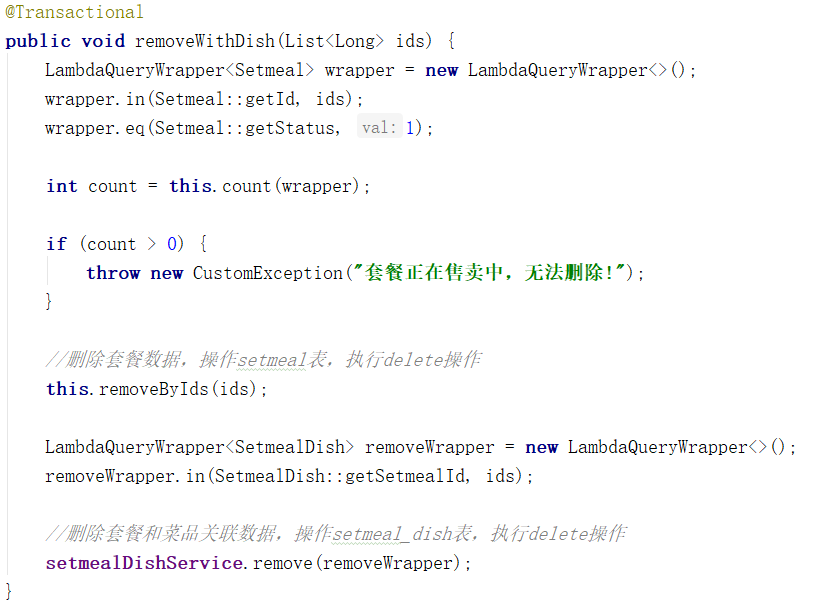 @Transactional
public void removeWithDish(List<Long> ids) {
    LambdaQueryWrapper<Setmeal> wrapper = new LambdaQueryWrapper<>();
    wrapper.in(Setmeal::getId, ids);
    wrapper.eq(Setmeal::getStatus, val: 1);

    int count = this.count(wrapper);

    if (count > 0) {
        throw new CustomException("套餐正在售卖中，无法删除!");
    }

    //删除套餐数据，操作setmeal表，执行delete操作
    this.removeByIds(ids);

    LambdaQueryWrapper<SetmealDish> removeWrapper = new LambdaQueryWrapper<>();
    removeWrapper.in(SetmealDish::getSetmealId, ids);

    //删除套餐和菜品关联数据，操作setmeal_dish表，执行delete操作
    setmealDishService.remove(removeWrapper);
}